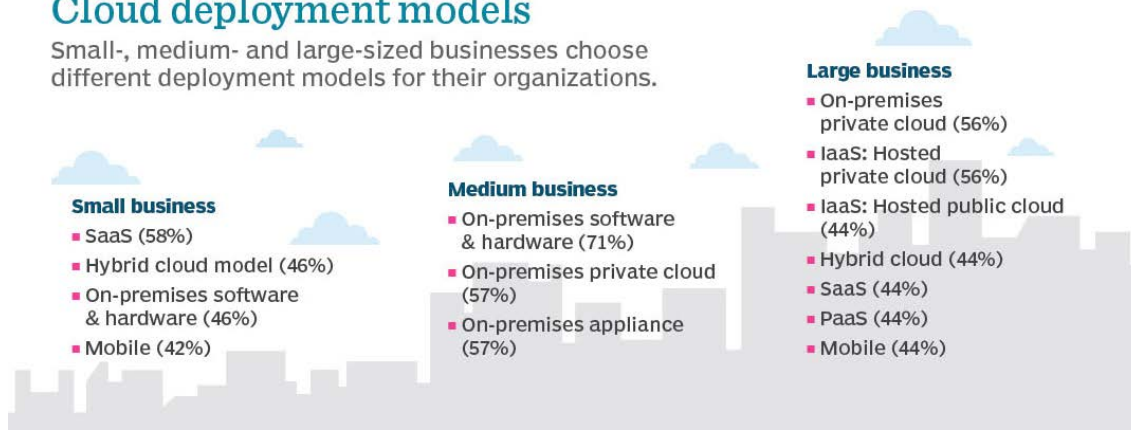 Cloud deployment models
Small-, medium- and large-sized businesses choose
different deployment models for their organizations.
Small business
▪ SaaS (58%)
▪ Hybrid cloud model (46%)
▪ On-premises software
& hardware (46%)
▪ Mobile (42%)
Medium business
▪ On-premises software
& hardware (71%)
▪ On-premises private cloud
(57%)
▪ On-premises appliance
(57%)
Large business
▪ On-premises
private cloud (56%)
▪ IaaS: Hosted
private cloud (56%)
▪ IaaS: Hosted public cloud
(44%)
▪ Hybrid cloud (44%)
▪ SaaS (44%)
▪ PaaS (44%)
▪ Mobile (44%)